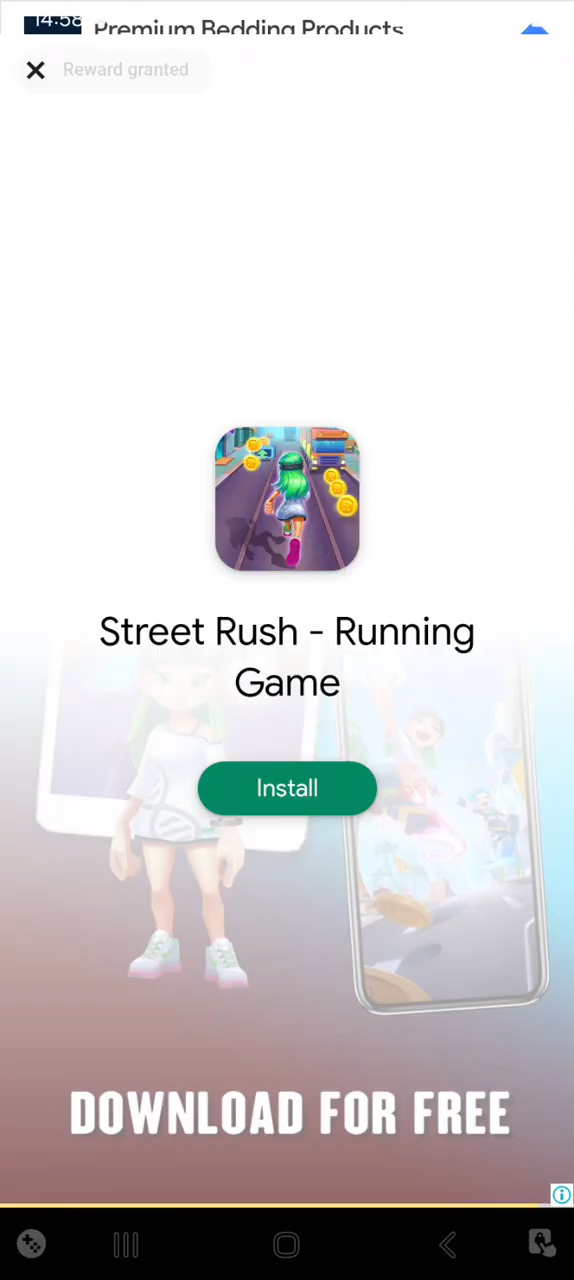 14:58
Premium Bedding Products
Reward granted
Street Rush - Running
Game
Install
DOWNLOAD FOR FREE